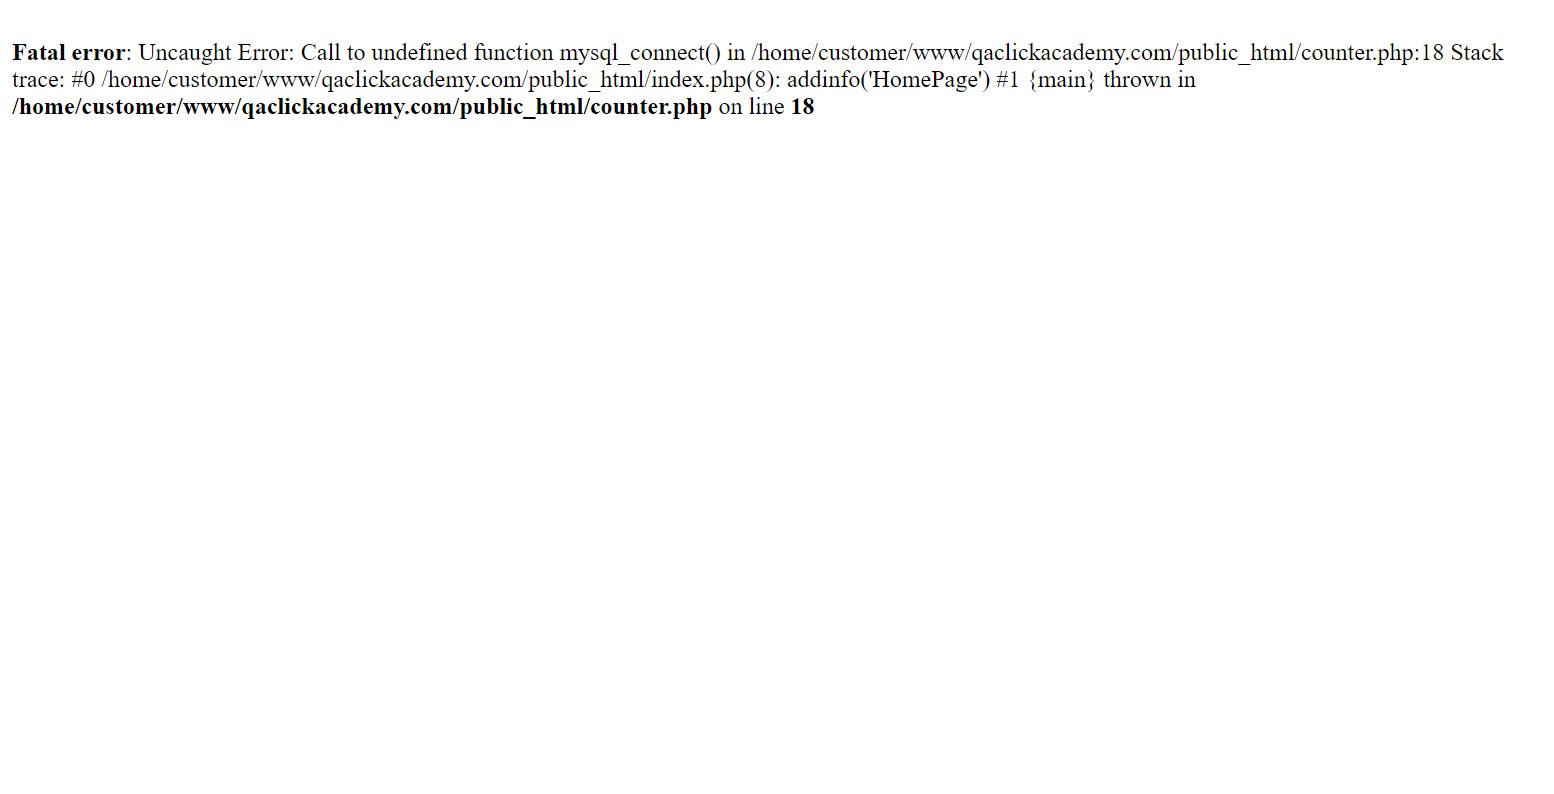 Fatal error: Uncaught Error: Call to undefined function mysql_connect() in /home/customer/www/qaclickacademy.com/public_html/counter.php:18 Stack
trace: #0 /home/customer/www/qaclickacademy.com/public_html/index.php(8): addinfo('HomePage') #1 {main} thrown in
/home/customer/www/qaclickacademy.com/public_html/counter.php on line 18